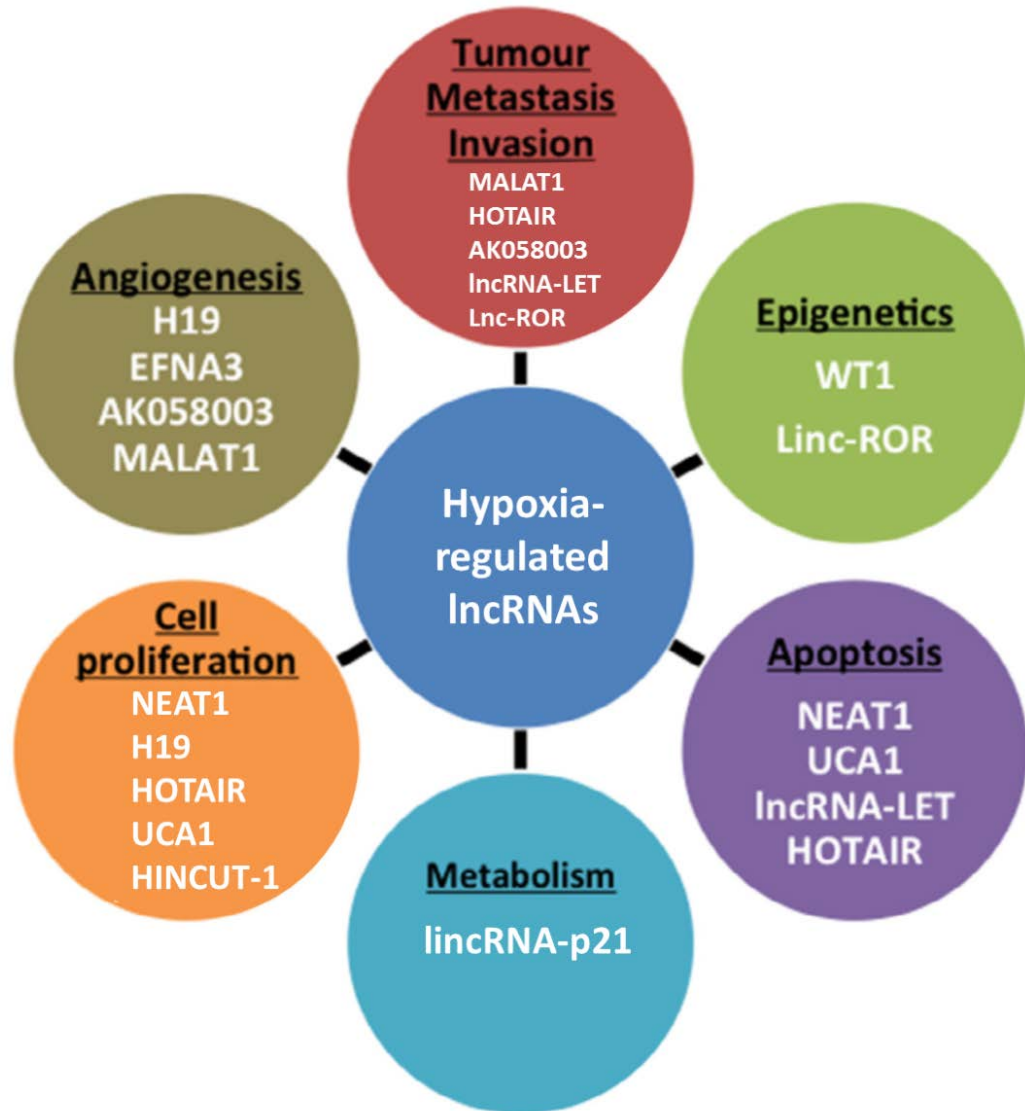 Tumour
Metastasis
Invasion
MALAT1
HOTAIR
AK058003
lncRNA-LET
Lnc-ROR
Angiogenesis
H19
EFNA3
AK058003
MALAT1
Epigenetics
WT1
Linc-ROR
Hypoxia-
regulated
lncRNAs
Cell
proliferation
NEAT1
H19
HOTAIR
UCA1
HINCUT-1
Apoptosis
NEAT1
UCA1
lncRNA-LET
HOTAIR
Metabolism
lincRNA-p21